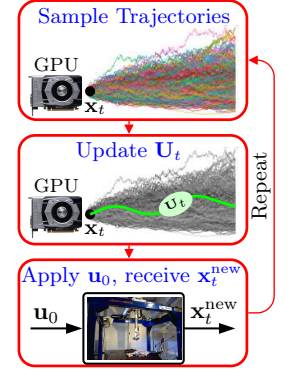 Sample Trajectories
GPU
x_t
Update U_t
GPU
U_t
x_t
Repeat
Apply u_0, receive x_t^new
u_0
x_t^new